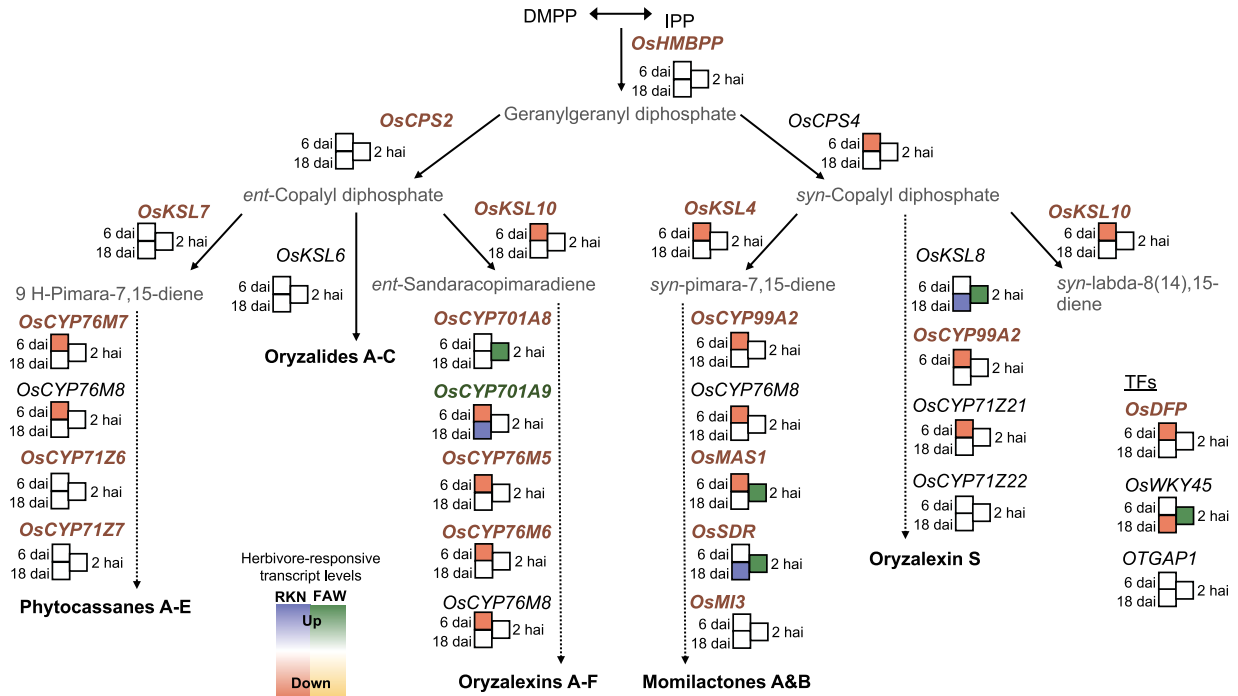 DMPP
IPP
OsHMBPP
6 dai
18 dai
2 hai
Geranylgeranyl diphosphate
OsCPS2
6 dai
18 dai
2 hai
OsCPS4
6 dai
18 dai
2 hai
ent-Copalyl diphosphate
syn-Copalyl diphosphate
OsKSL7
6 dai
18 dai
2 hai
OsKSL6
6 dai
18 dai
2 hai
OsKSL10
6 dai
18 dai
2 hai
OsKSL4
6 dai
18 dai
2 hai
OsKSL8
6 dai
18 dai
2 hai
OsKSL10
6 dai
18 dai
2 hai
9 H-Pimara-7,15-diene
OsCYP76M7
6 dai
18 dai
2 hai
OsCYP76M8
6 dai
18 dai
2 hai
OsCYP71Z6
6 dai
18 dai
2 hai
OsCYP71Z7
6 dai
18 dai
2 hai
Phytocassanes A-E
Oryzalides A-C
ent-Sandaracopimaradiene
OsCYP701A8
6 dai
18 dai
2 hai
OsCYP701A9
6 dai
18 dai
2 hai
OsCYP76M5
6 dai
18 dai
2 hai
OsCYP76M6
6 dai
18 dai
2 hai
OsCYP76M8
6 dai
18 dai
2 hai
Oryzalexins A-F
syn-pimara-7,15-diene
OsCYP99A2
6 dai
18 dai
2 hai
OsCYP76M8
6 dai
18 dai
2 hai
OsMAS1
6 dai
18 dai
2 hai
OsSDR
6 dai
18 dai
2 hai
OsMI3
6 dai
18 dai
2 hai
Momilactones A&B
OsCYP99A2
6 dai
18 dai
2 hai
OsCYP71Z21
6 dai
18 dai
2 hai
OsCYP71Z22
6 dai
18 dai
2 hai
Oryzalexin S
syn-labda-8(14),15-
diene
TFs
OsDFP
6 dai
18 dai
2 hai
OsWKY45
6 dai
18 dai
2 hai
OTGAP1
6 dai
18 dai
2 hai
Herbivore-responsive
transcript levels
RKN FAW
Up
Down